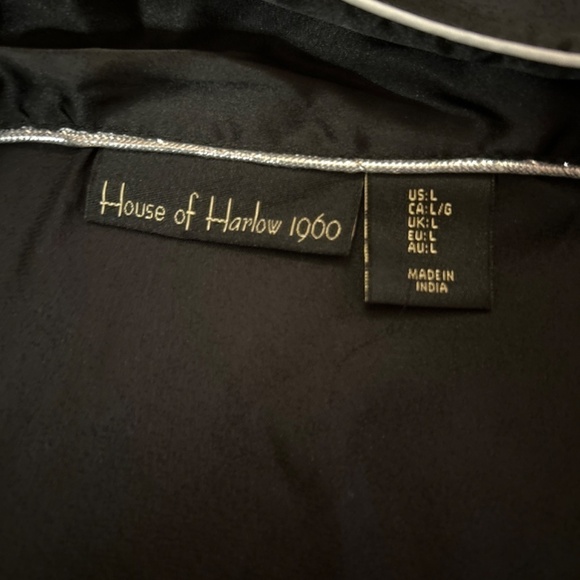 House of Harlow 1960
US:L
CA:L/G
UK:L
EU:L
AU:L
MADE IN
INDIA